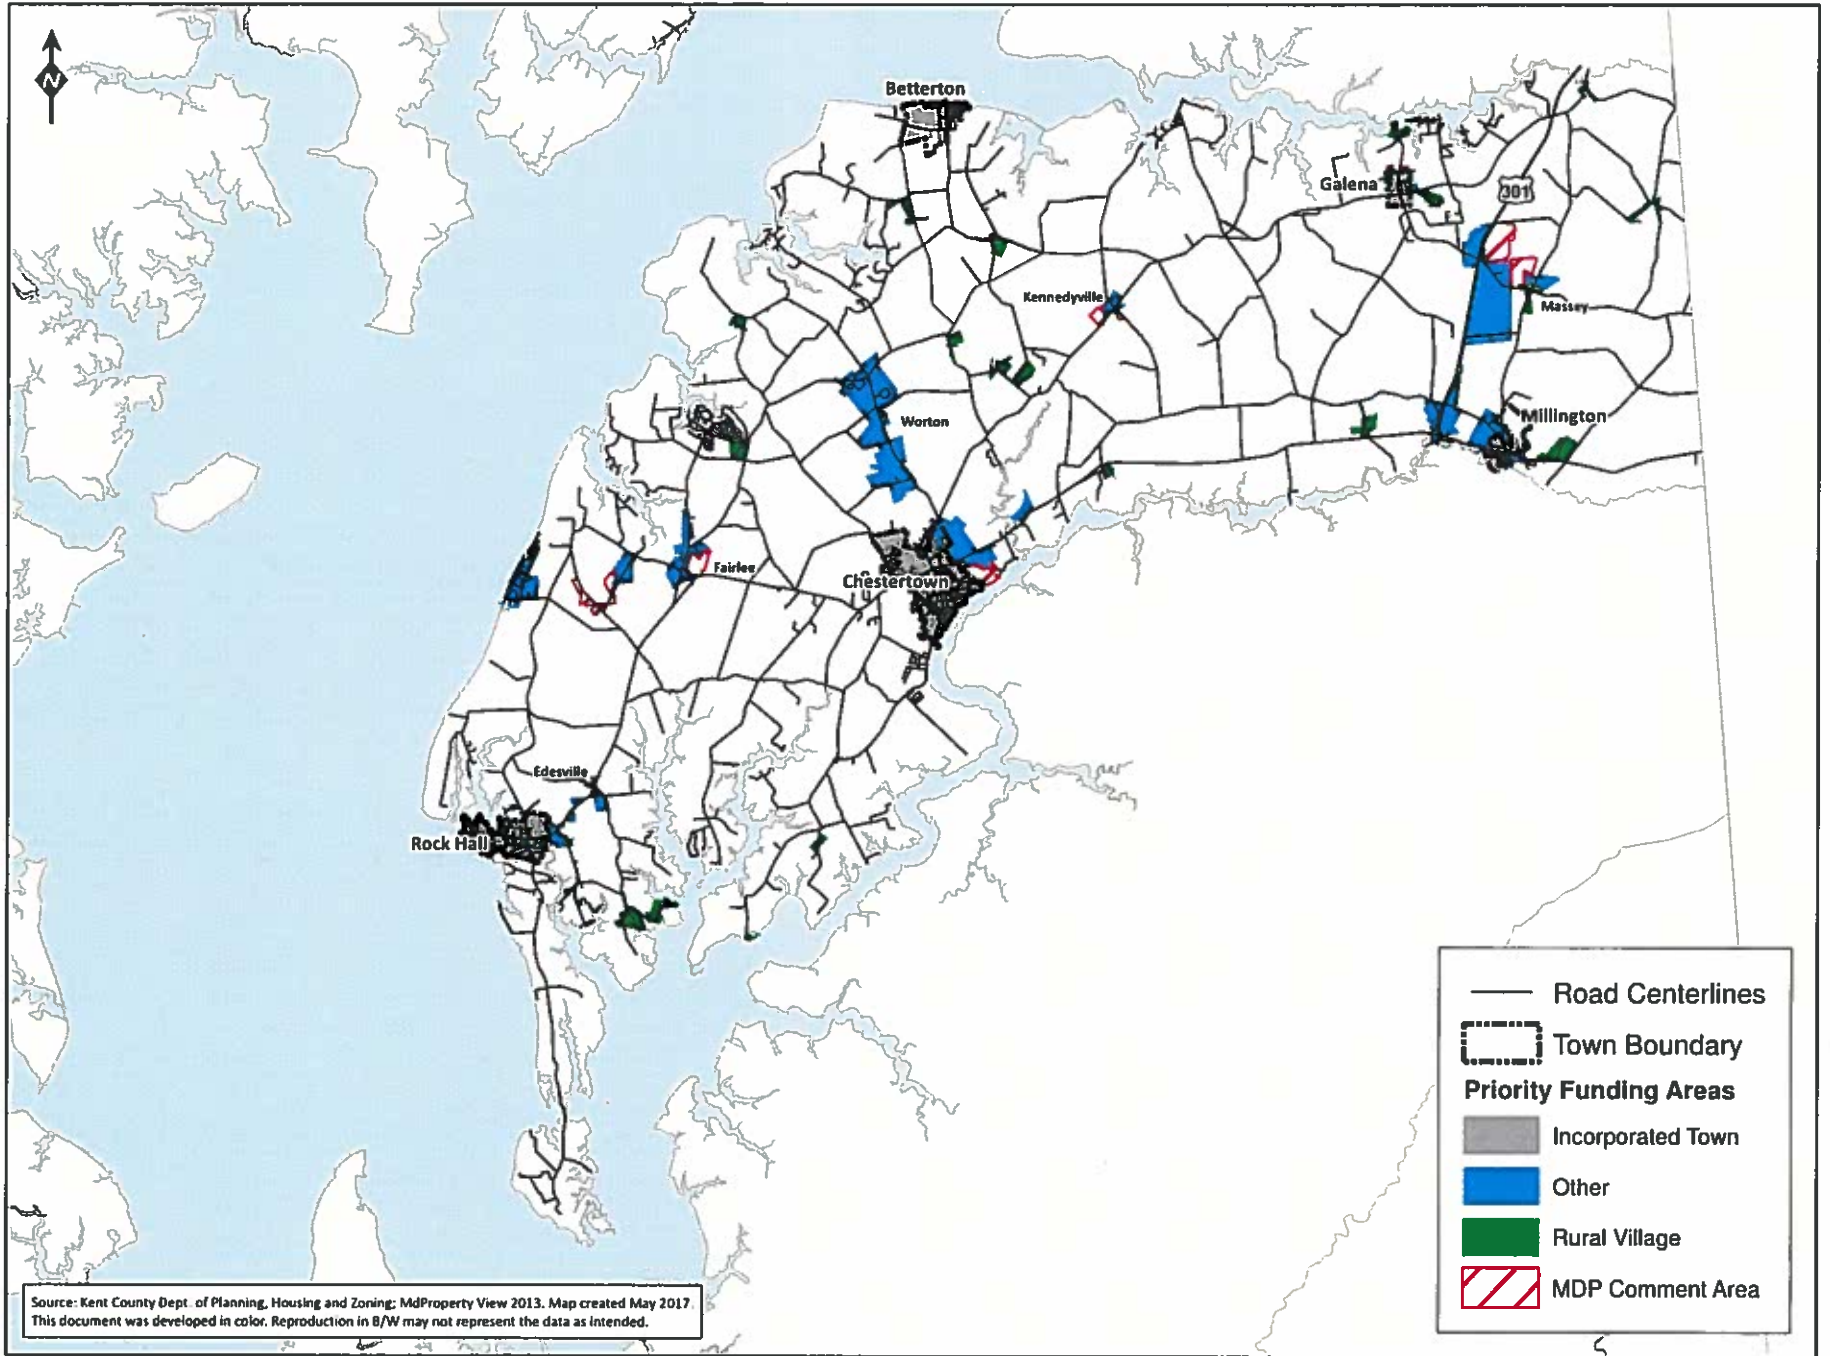 N
Betterton
Galena
301
Kennedyville
Massey
Worton
Millington
Fairlee
Chestertown
Edesville
Rock Hall
Road Centerlines
Town Boundary
Priority Funding Areas
Incorporated Town
Other
Rural Village
MDP Comment Area
Source: Kent County Dept. of Planning, Housing and Zoning; MdProperty View 2013. Map created May 2017.
This document was developed in color. Reproduction in B/W may not represent the data as intended.